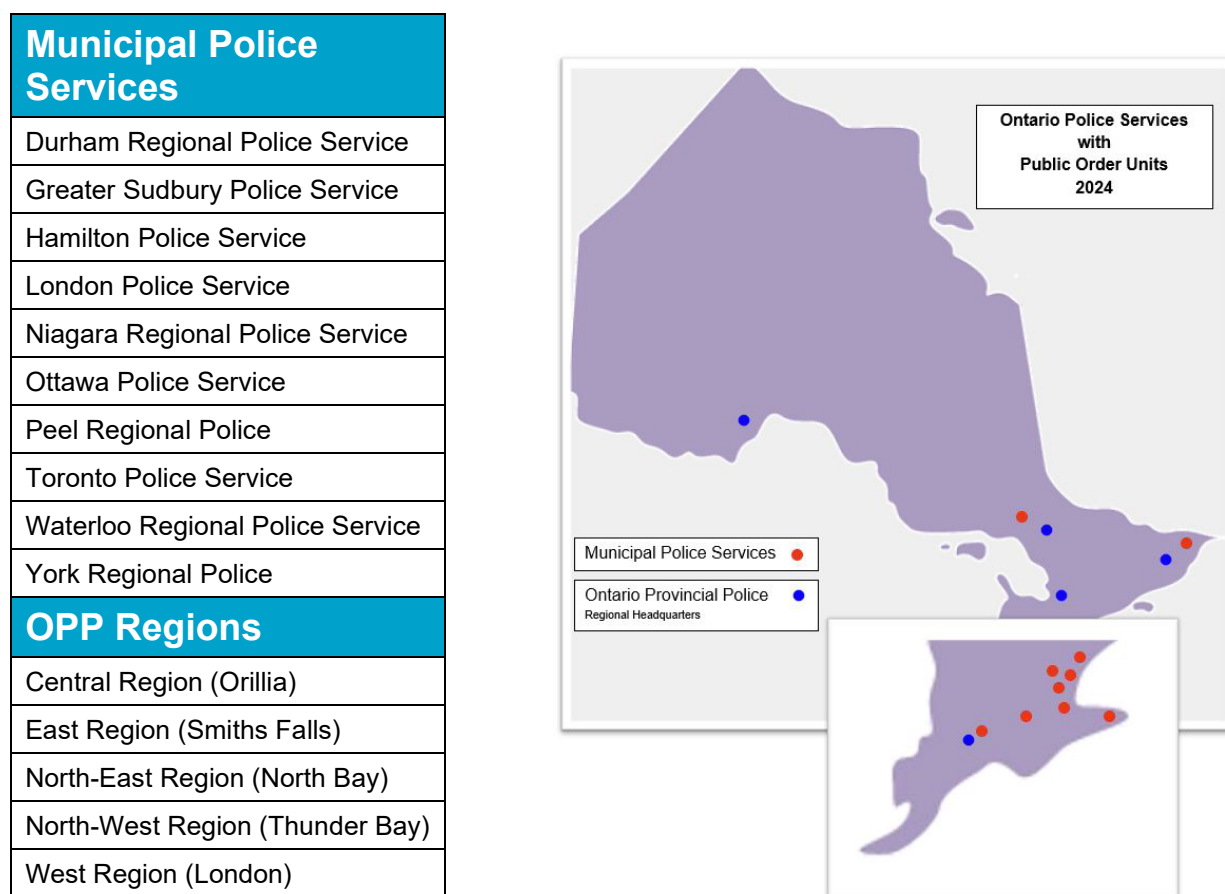 Municipal Police
Services
Durham Regional Police Service
Greater Sudbury Police Service
Hamilton Police Service
London Police Service
Niagara Regional Police Service
Ottawa Police Service
Peel Regional Police
Toronto Police Service
Waterloo Regional Police Service
York Regional Police
OPP Regions
Central Region (Orillia)
East Region (Smiths Falls)
North-East Region (North Bay)
North-West Region (Thunder Bay)
West Region (London)
Ontario Police Services
with
Public Order Units
2024
Municipal Police Services
Ontario Provincial Police
Regional Headquarters